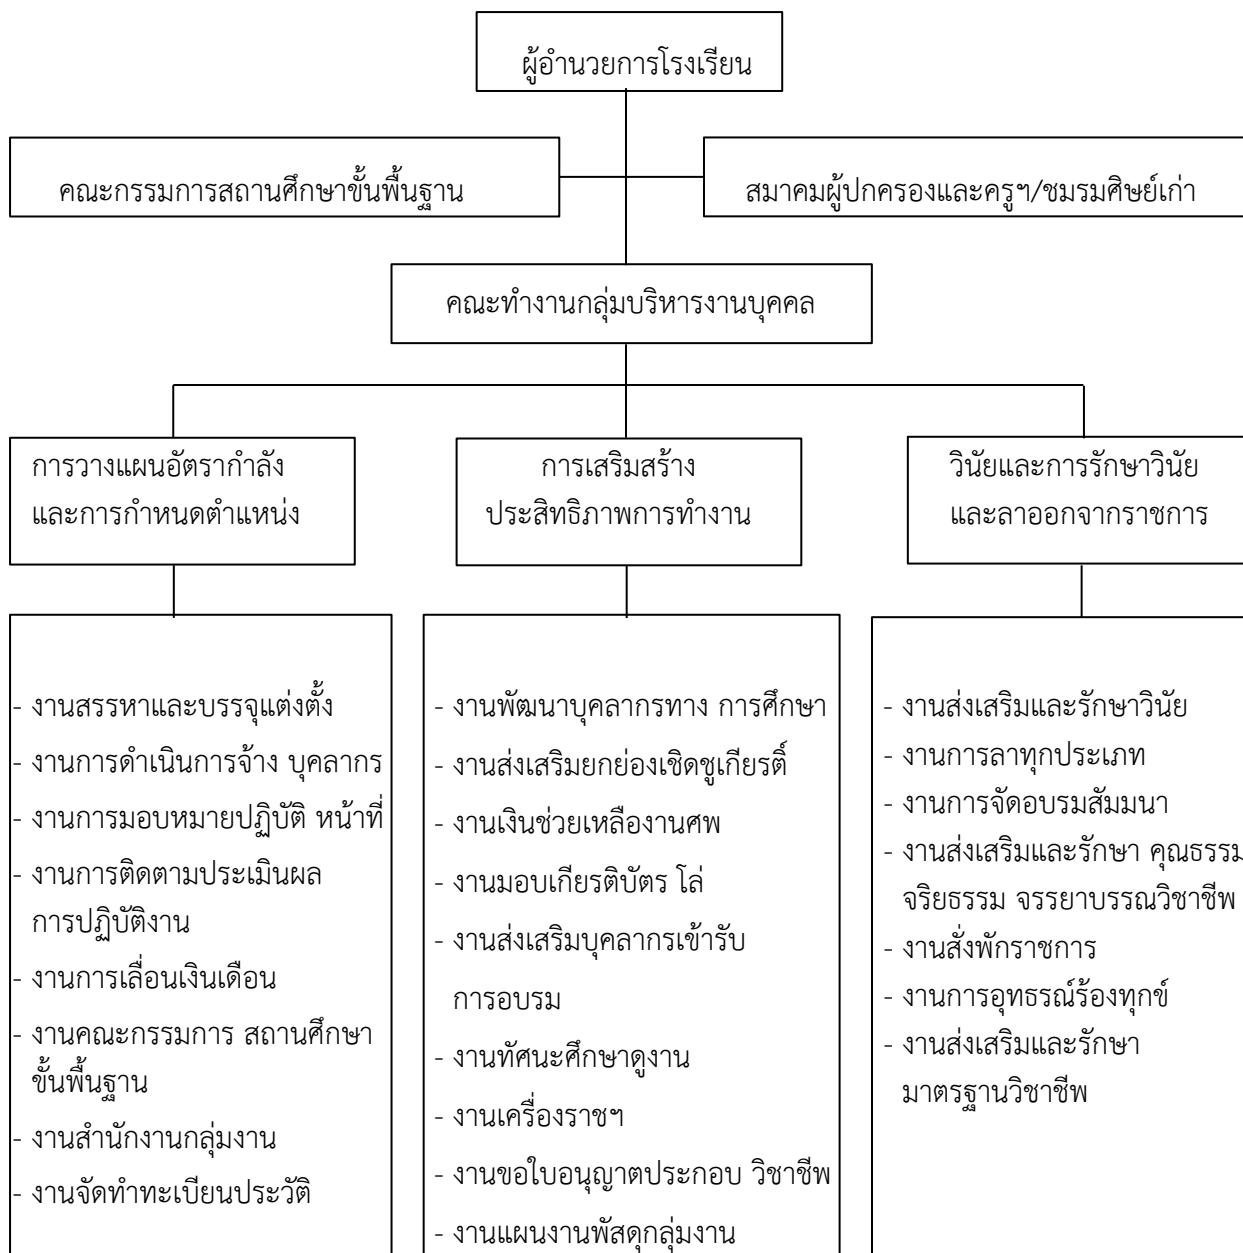 ผู้อำนวยการโรงเรียน
คณะกรรมการสถานศึกษาขั้นพื้นฐาน
สมาคมผู้ปกครองและครูฯ/ชมรมศิษย์เก่า
คณะทำงานกลุ่มบริหารงานบุคคล
การวางแผนอัตรากำลัง
และการกำหนดตำแหน่ง
การเสริมสร้าง
ประสิทธิภาพการทำงาน
วินัยและการรักษาวินัย
และลาออกจากราชการ
- งานสรรหาและบรรจุแต่งตั้ง
- งานการดำเนินการจ้าง บุคลากร
- งานการมอบหมายปฏิบัติ หน้าที่
- งานการติดตามประเมินผล
การปฏิบัติงาน
- งานการเลื่อนเงินเดือน
- งานคณะกรรมการ สถานศึกษา
ขั้นพื้นฐาน
- งานสำนักงานกลุ่มงาน
- งานจัดทำทะเบียนประวัติ
- งานพัฒนาบุคลากรทาง การศึกษา
- งานส่งเสริมยกย่องเชิดชูเกียรติ์
- งานเงินช่วยเหลืองานศพ
- งานมอบเกียรติบัตร โล่
- งานส่งเสริมบุคลากรเข้ารับ
การอบรม
- งานทัศนะศึกษาดูงาน
- งานเครื่องราชฯ
- งานขอใบอนุญาตประกอบ วิชาชีพ
- งานแผนงานพัสดุกลุ่มงาน
- งานส่งเสริมและรักษาวินัย
- งานการลาทุกประเภท
- งานการจัดอบรมสัมมนา
- งานส่งเสริมและรักษา คุณธรรม
จริยธรรม จรรยาบรรณวิชาชีพ
- งานสั่งพักราชการ
- งานการอุทธรณ์ร้องทุกข์
- งานส่งเสริมและรักษา
มาตรฐานวิชาชีพ